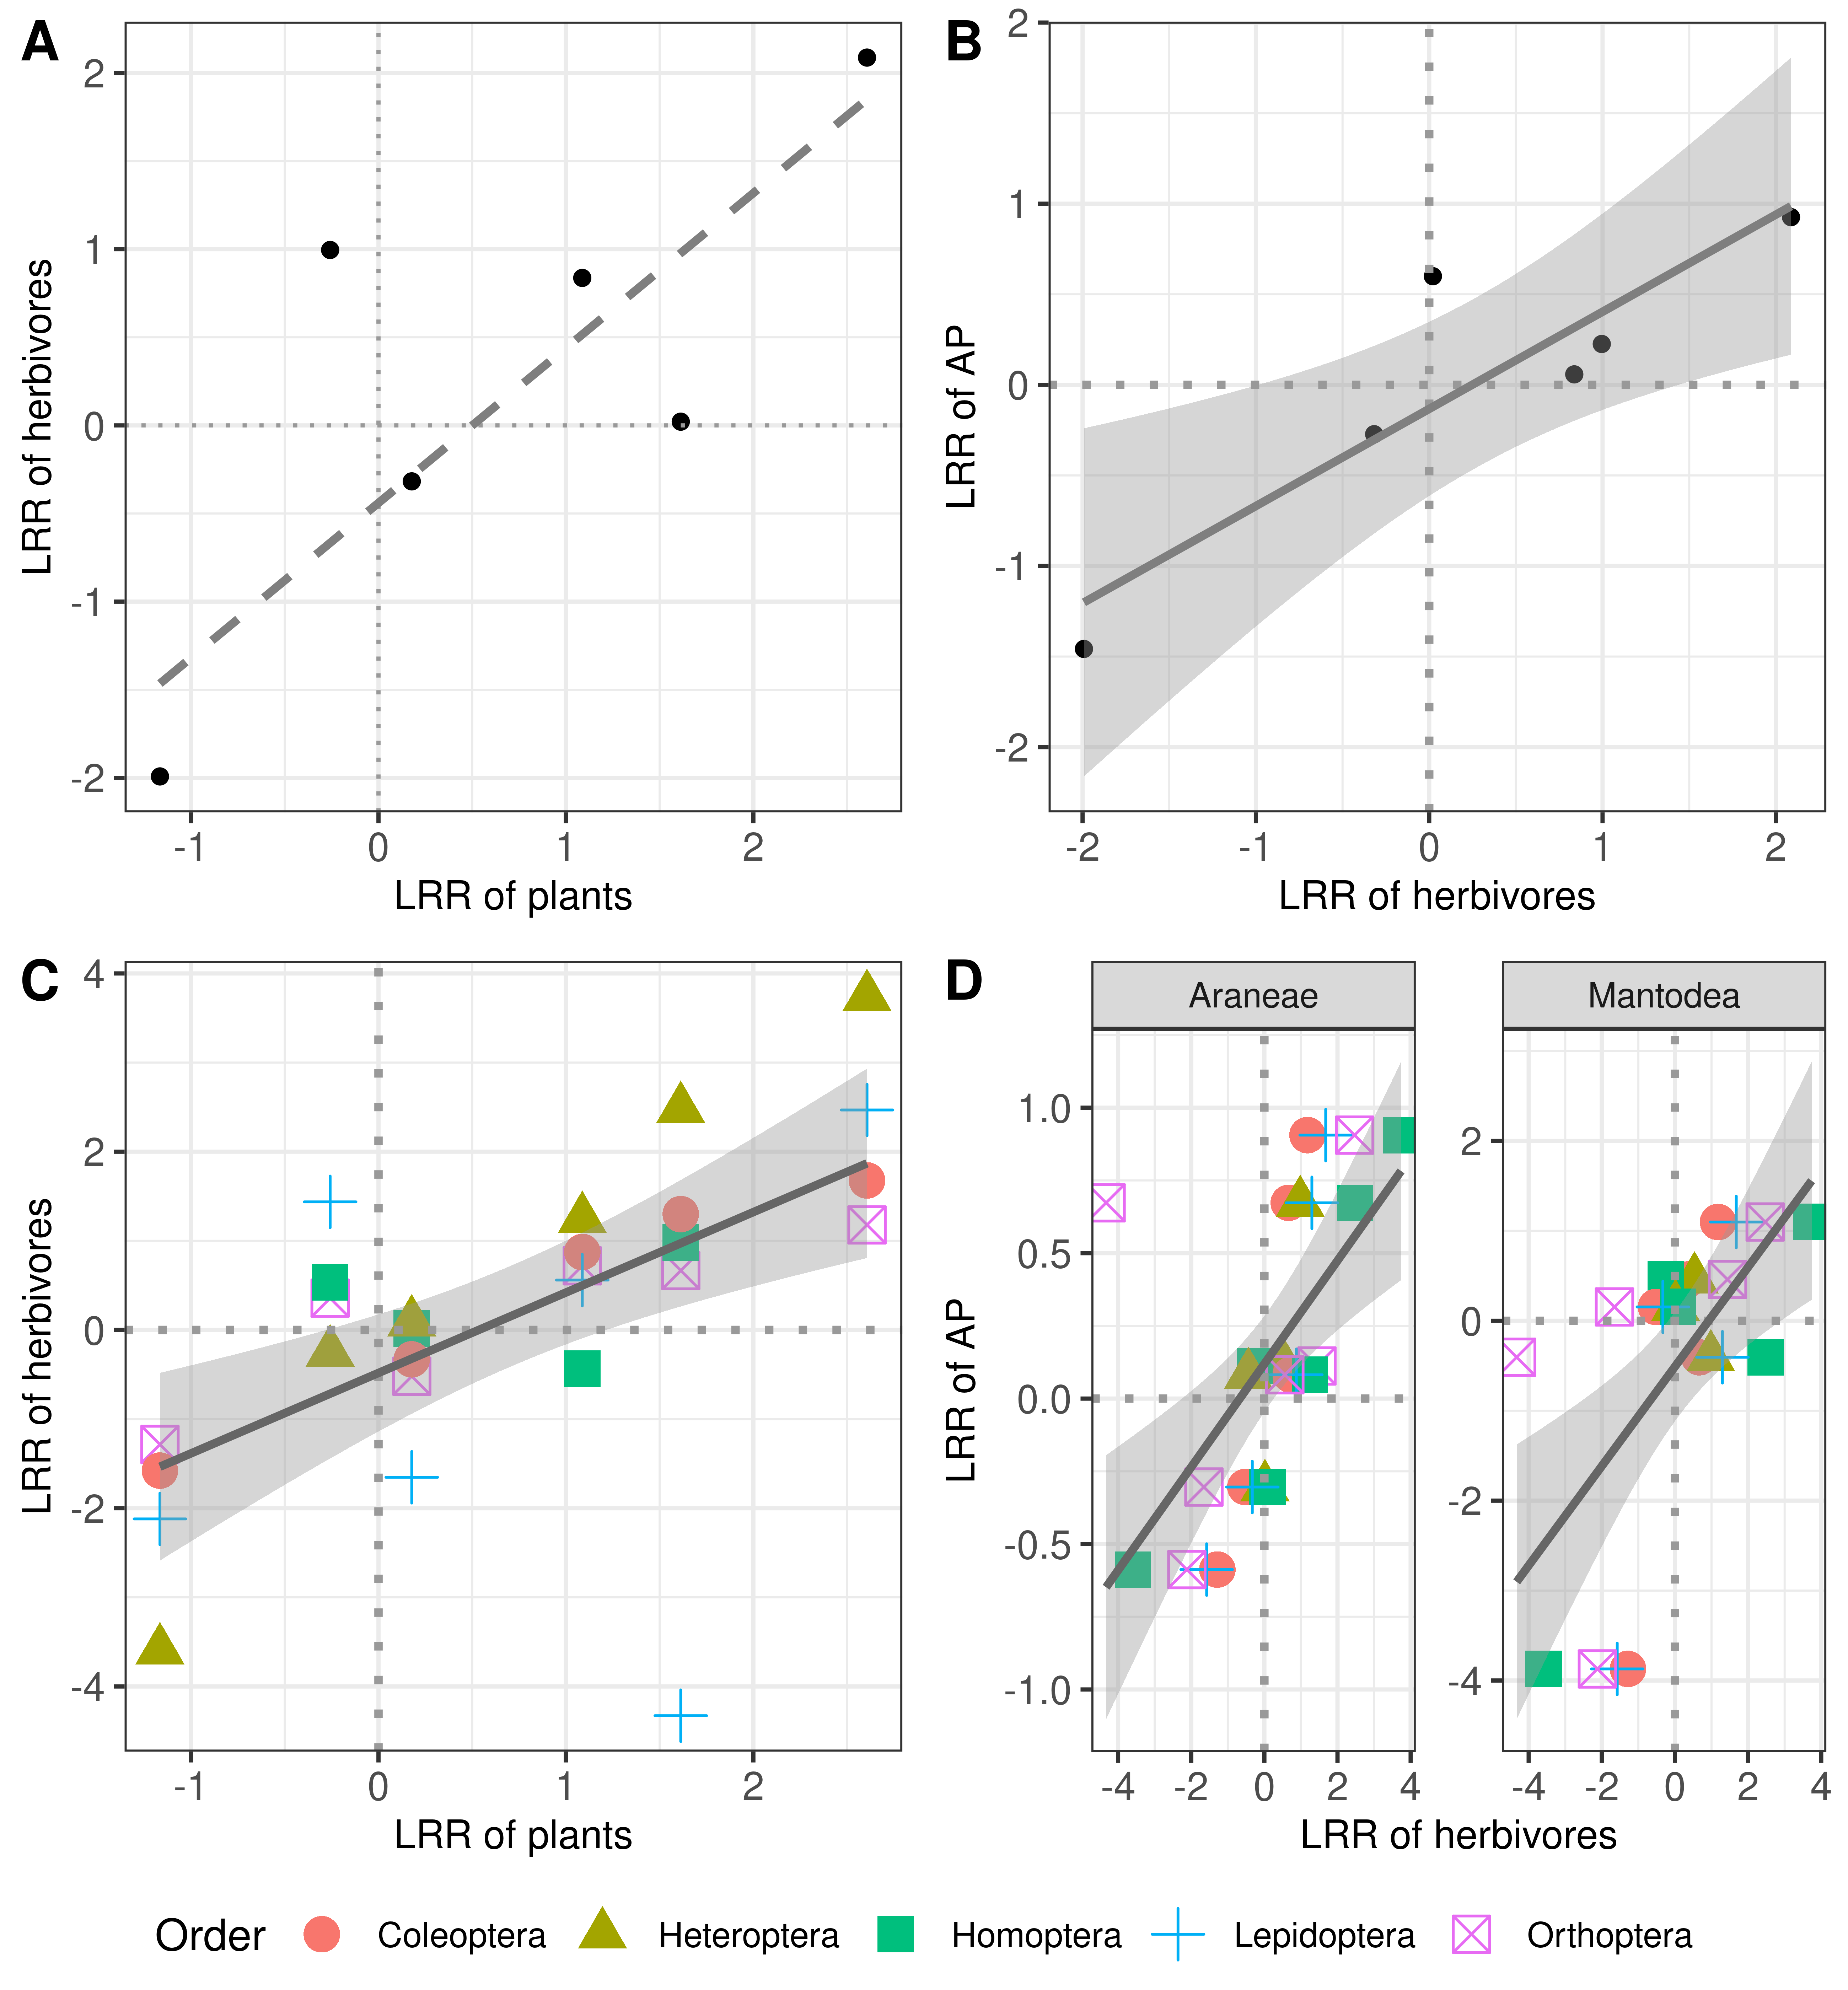 A
LRR of herbivores
2
1
0
-1
-2
-1 0 1 2
LRR of plants
B
LRR of AP
2
1
0
-1
-2
-2 -1 0 1 2
LRR of herbivores
C
LRR of herbivores
4
2
0
-2
-4
-1 0 1 2
LRR of plants
D
Araneae
Mantodea
LRR of AP
1.0
0.5
0.0
-0.5
-1.0
2
0
-2
-4
-4 -2 0 2 4
-4 -2 0 2 4
LRR of herbivores
Order Coleoptera Heteroptera Homoptera Lepidoptera Orthoptera